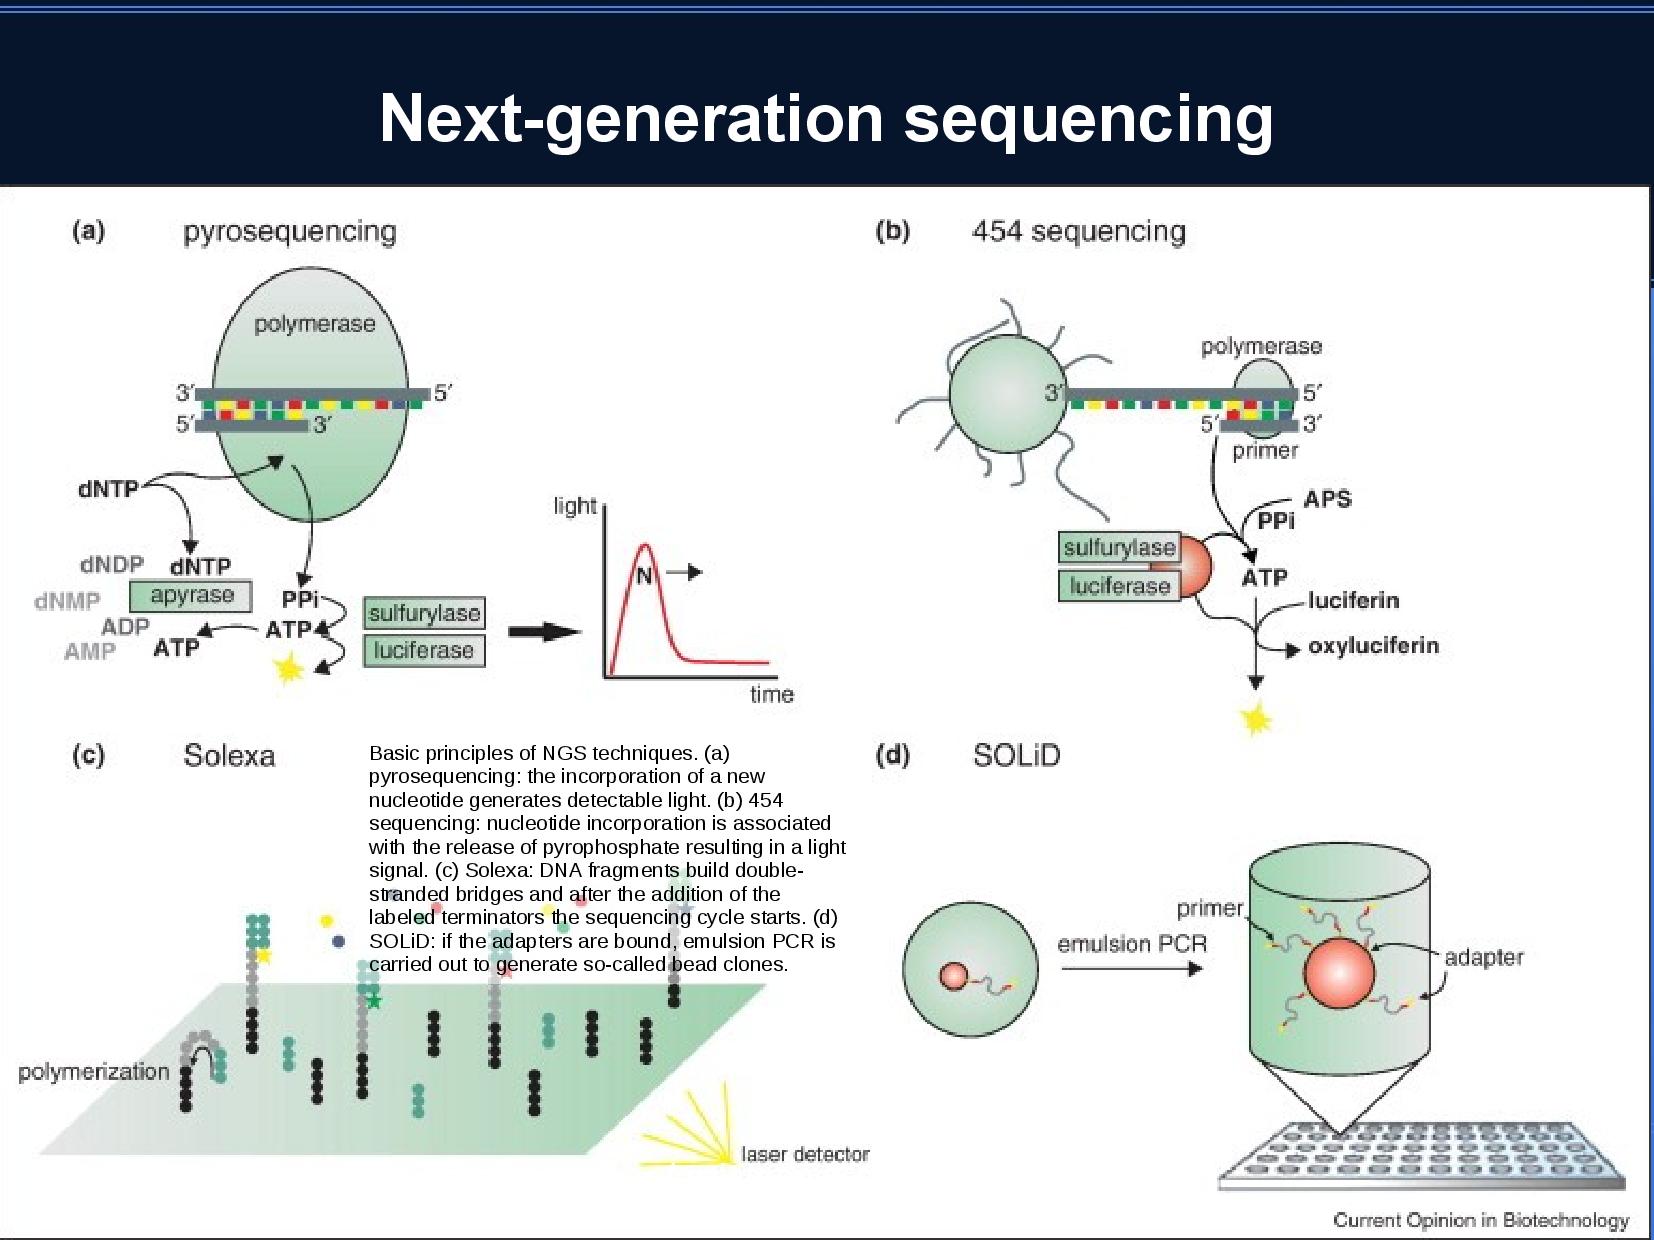 Next-generation sequencing
(a) pyrosequencing
polymerase
3′ 5′
5′ 3′
dNTP
dNDP dNTP
dNMP apyrase PPi
ADP ATP
AMP ATP
sulfurylase
luciferase
light
N
time
(b) 454 sequencing
polymerase
3′ 5′
5′ 3′
primer
APS
PPi
sulfurylase
luciferase
ATP
luciferin
oxyluciferin
(c) Solexa
Basic principles of NGS techniques. (a)
pyrosequencing: the incorporation of a new
nucleotide generates detectable light. (b) 454
sequencing: nucleotide incorporation is associated
with the release of pyrophosphate resulting in a light
signal. (c) Solexa: DNA fragments build double-
stranded bridges and after the addition of the
labeled terminators the sequencing cycle starts. (d)
SOLiD: if the adapters are bound, emulsion PCR is
carried out to generate so-called bead clones.
polymerization
laser detector
(d) SOLiD
primer
emulsion PCR
adapter
Current Opinion in Biotechnology